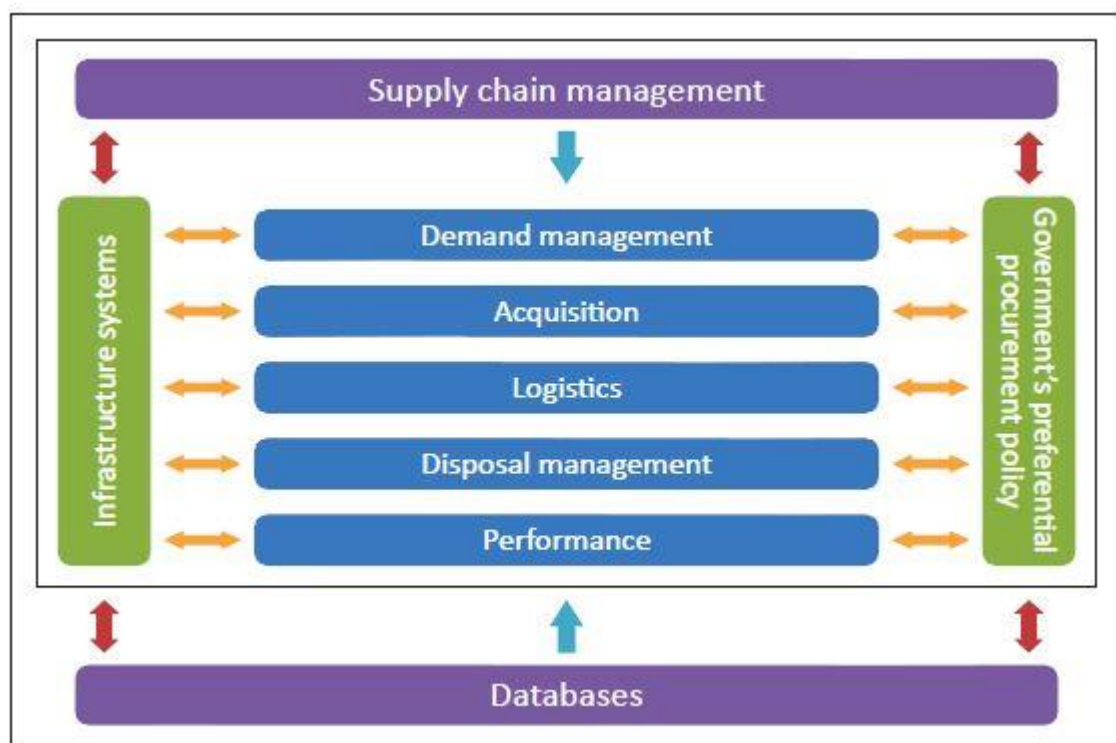 Supply chain management
Infrastructure systems
Demand management
Acquisition
Logistics
Disposal management
Performance
Government’s preferential
procurement policy
Databases